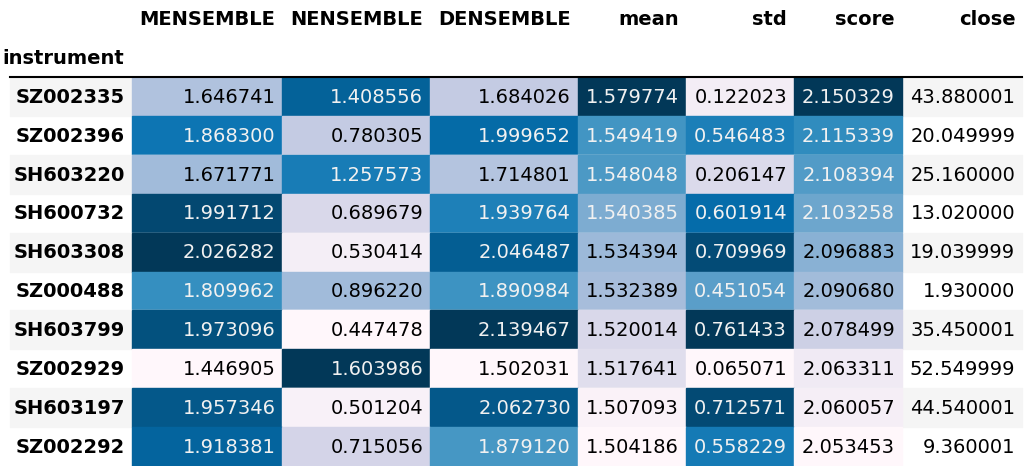 MENSEMBLE NENSEMBLE DENSEMBLE mean std score close
instrument
SZ002335 1.646741 1.408556 1.684026 1.579774 0.122023 2.150329 43.880001
SZ002396 1.868300 0.780305 1.999652 1.549419 0.546483 2.115339 20.049999
SH603220 1.671771 1.257573 1.714801 1.548048 0.206147 2.108394 25.160000
SH600732 1.991712 0.689679 1.939764 1.540385 0.601914 2.103258 13.020000
SH603308 2.026282 0.530414 2.046487 1.534394 0.709969 2.096883 19.039999
SZ000488 1.809962 0.896220 1.890984 1.532389 0.451054 2.090680 1.930000
SH603799 1.973096 0.447478 2.139467 1.520014 0.761433 2.078499 35.450001
SZ002929 1.446905 1.603986 1.502031 1.517641 0.065071 2.063311 52.549999
SH603197 1.957346 0.501204 2.062730 1.507093 0.712571 2.060057 44.540001
SZ002292 1.918381 0.715056 1.879120 1.504186 0.558229 2.053453 9.360001